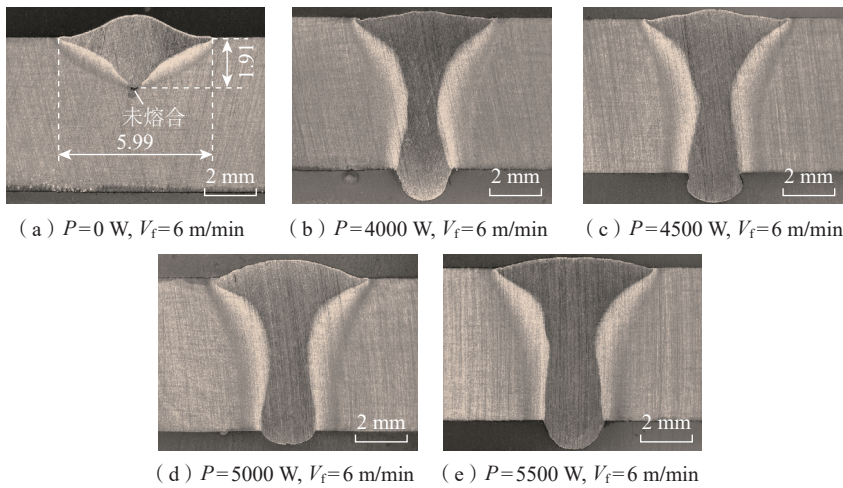 1.91
未熔合
5.99
2 mm
2 mm
2 mm
（a）P=0 W, Vf=6 m/min
（b）P=4000 W, Vf=6 m/min
（c）P=4500 W, Vf=6 m/min
2 mm
2 mm
（d）P=5000 W, Vf=6 m/min
（e）P=5500 W, Vf=6 m/min